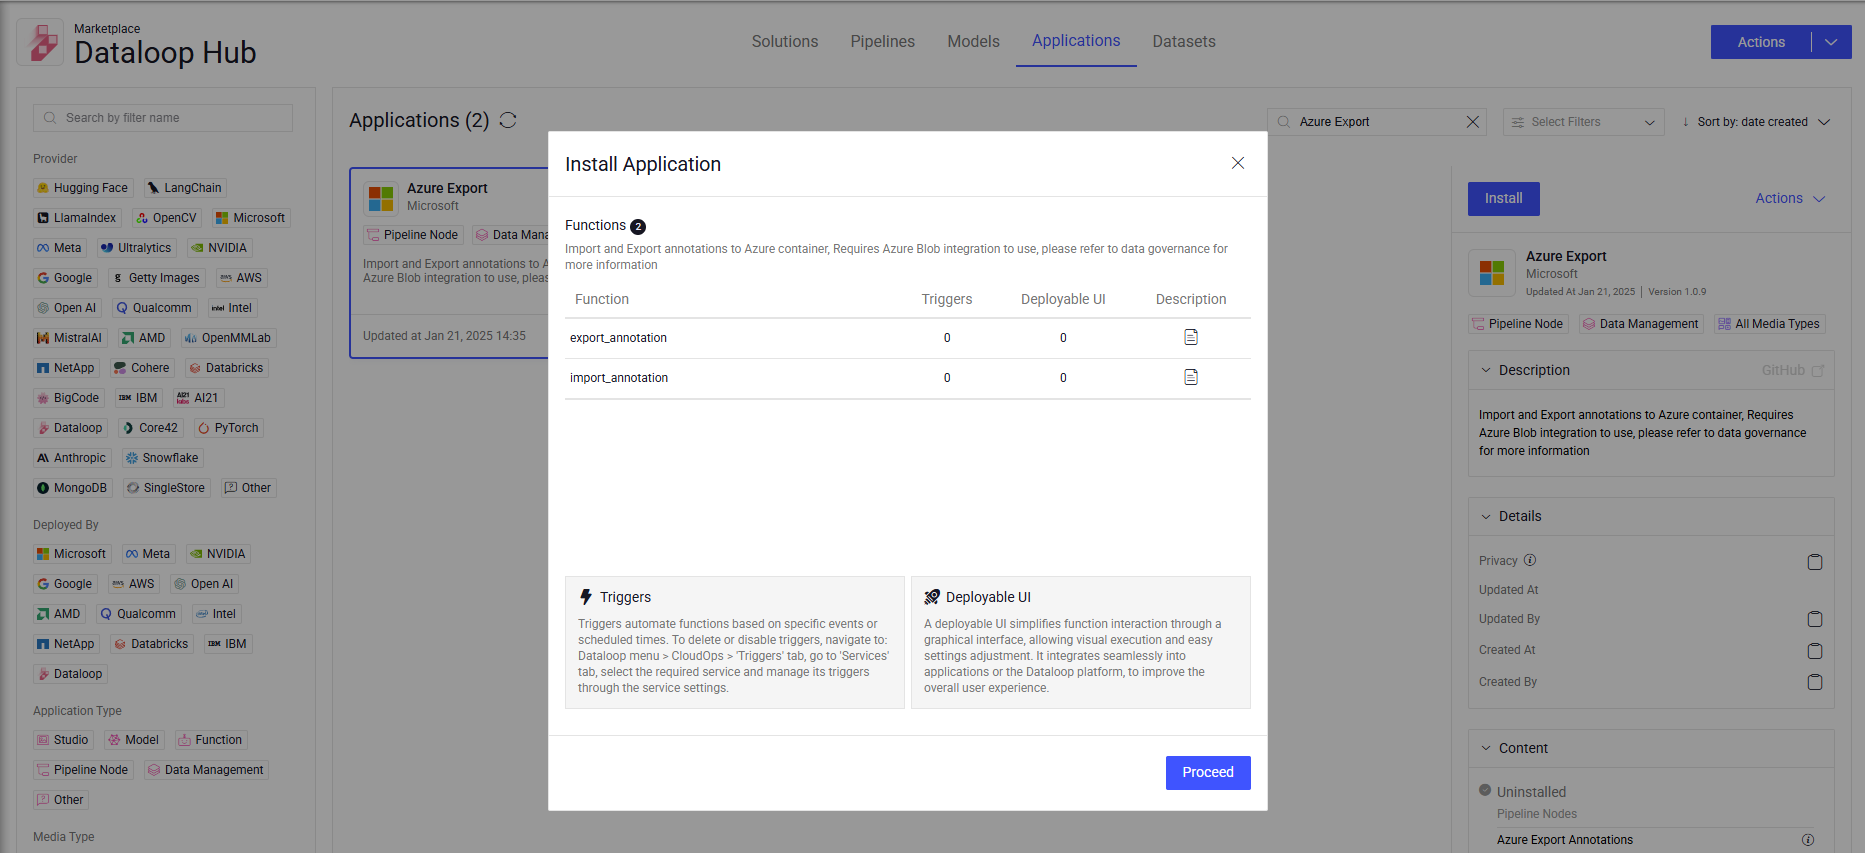 Marketplace
Dataloop Hub
Solutions
Pipelines
Models
Applications
Datasets
Actions
Search by filter name
Provider
Hugging Face
LangChain
LlamaIndex
OpenCV
Microsoft
Meta
Ultralytics
NVIDIA
Google
Getty Images
AWS
Open AI
Qualcomm
Intel
MistralAI
AMD
OpenMMLab
NetApp
Cohere
Databricks
BigCode
IBM
AI21
Dataloop
Core42
PyTorch
Anthropic
Snowflake
MongoDB
SingleStore
Other
Deployed By
Microsoft
Meta
NVIDIA
Google
AWS
Open AI
AMD
Qualcomm
Intel
NetApp
Databricks
IBM
Dataloop
Application Type
Studio
Model
Function
Pipeline Node
Data Management
Other
Media Type
Applications (2)
Azure Export
Select Filters
Sort by: date created
Azure Export
Microsoft
Pipeline Node
Data Mana
Import and Export annotations to A
Azure Blob integration to use, pleas
Updated at Jan 21, 2025 14:35
Install Application
Functions 2
Import and Export annotations to Azure container, Requires Azure Blob integration to use, please refer to data governance for
more information
Function
Triggers
Deployable UI
Description
export_annotation
0
0
import_annotation
0
0
Triggers
Triggers automate functions based on specific events or
scheduled times. To delete or disable triggers, navigate to:
Dataloop menu > CloudOps > 'Triggers' tab, go to 'Services'
tab, select the required service and manage its triggers
through the service settings.
Deployable UI
A deployable UI simplifies function interaction through a
graphical interface, allowing visual execution and easy
settings adjustment. It integrates seamlessly into
applications or the Dataloop platform, to improve the
overall user experience.
Proceed
Install
Actions
Azure Export
Microsoft
Updated At Jan 21, 2025 | Version 1.0.9
Pipeline Node
Data Management
All Media Types
Description
GitHub
Import and Export annotations to Azure container, Requires
Azure Blob integration to use, please refer to data governance
for more information
Details
Privacy
Updated At
Updated By
Created At
Created By
Content
Uninstalled
Pipeline Nodes
Azure Export Annotations